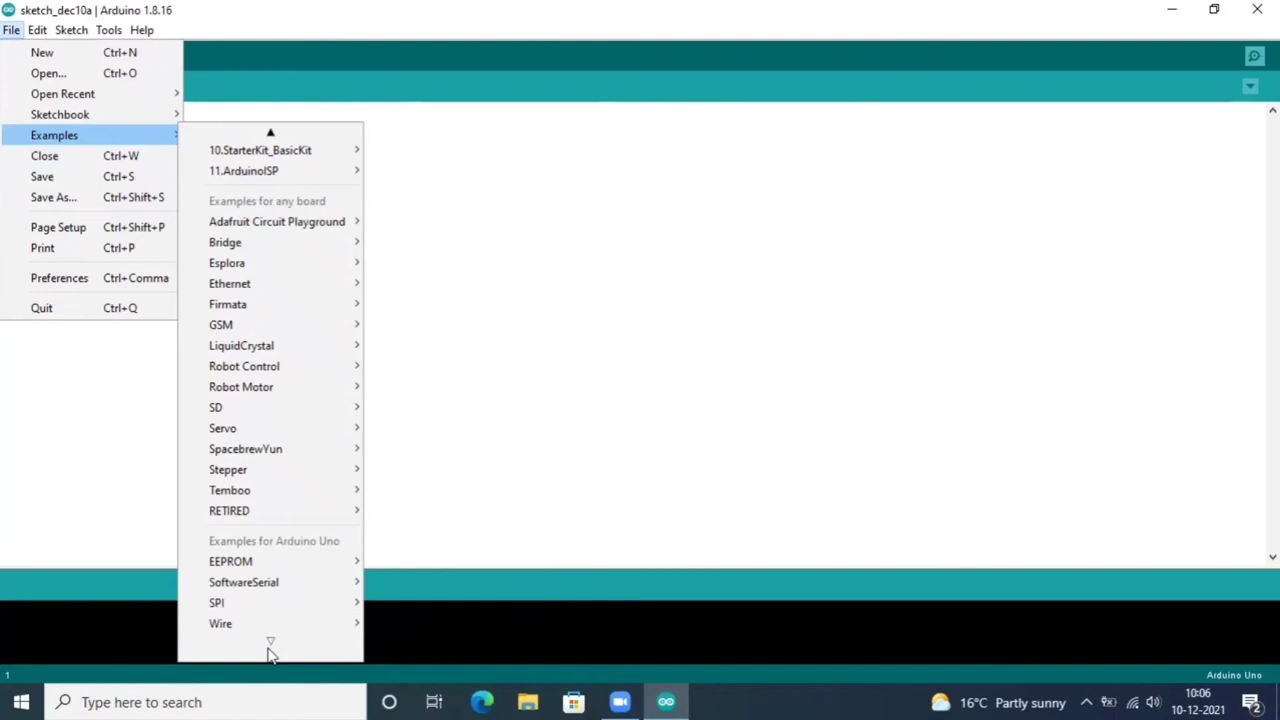 sketch_dec10a | Arduino 1.8.16
File Edit Sketch Tools Help
New Ctrl+N
Open... Ctrl+O
Open Recent
Sketchbook
Examples
Close Ctrl+W
Save Ctrl+S
Save As... Ctrl+Shift+S
Page Setup Ctrl+Shift+P
Print Ctrl+P
Preferences Ctrl+Comma
Quit Ctrl+Q
10.StarterKit_BasicKit
11.ArduinoISP
Examples for any board
Adafruit Circuit Playground
Bridge
Esplora
Ethernet
Firmata
GSM
LiquidCrystal
Robot Control
Robot Motor
SD
Servo
SpacebrewYun
Stepper
Temboo
RETIRED
Examples for Arduino Uno
EEPROM
SoftwareSerial
SPI
Wire
1 Arduino Uno
Type here to search
16°C Partly sunny
10:06
10-12-2021
2